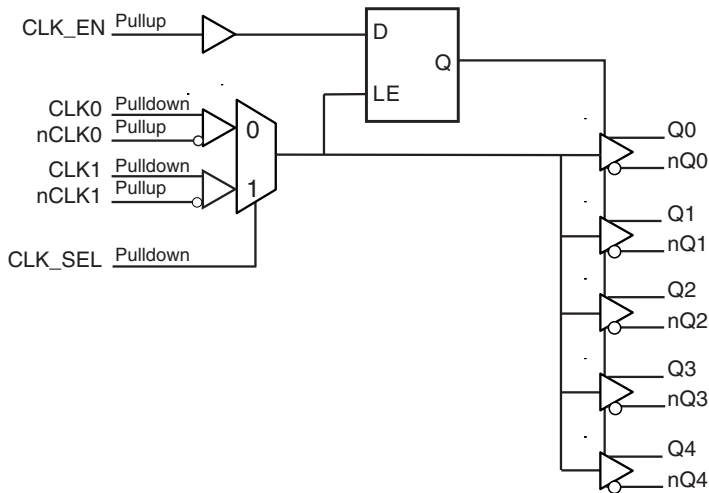 CLK_EN Pullup
D
Q
LE
CLK0 Pulldown
nCLK0 Pullup
0
CLK1 Pulldown
nCLK1 Pullup
1
CLK_SEL Pulldown
Q0
nQ0
Q1
nQ1
Q2
nQ2
Q3
nQ3
Q4
nQ4